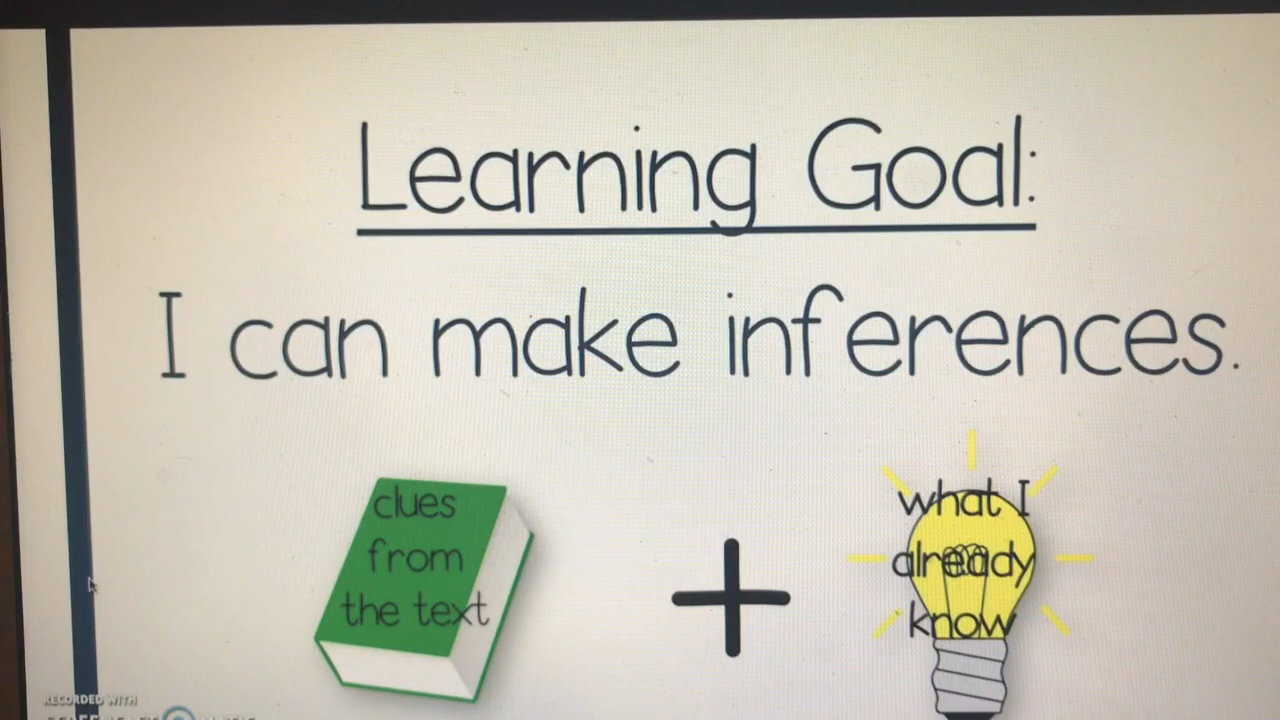 Learning Goal:
I can make inferences.
clues
from
the text
+
what I
already
know
RECORDED WITH